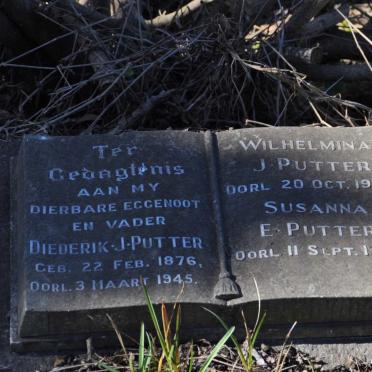 Ter
Gedagtenis
AAN MY
DIERBARE EGGENOOT
EN VADER
DIEDERIK.J.PUTTER
GEB. 22 FEB. 1876,
OORL. 3 MAART 1945.
WILHELMINA
J. PUTTER
OORL 20 OCT. 19
SUSANNA
E. PUTTER
OORL 11 SEPT. 1